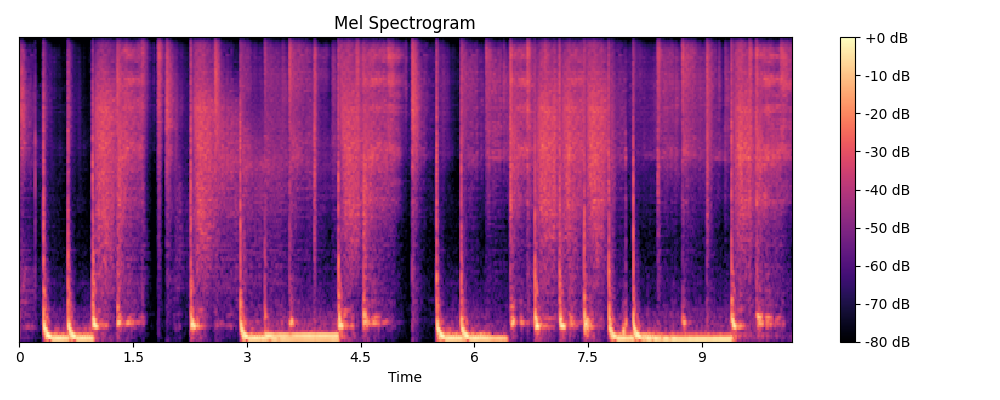 Mel Spectrogram
+0 dB
-10 dB
-20 dB
-30 dB
-40 dB
-50 dB
-60 dB
-70 dB
-80 dB
0 1.5 3 4.5 6 7.5 9
Time